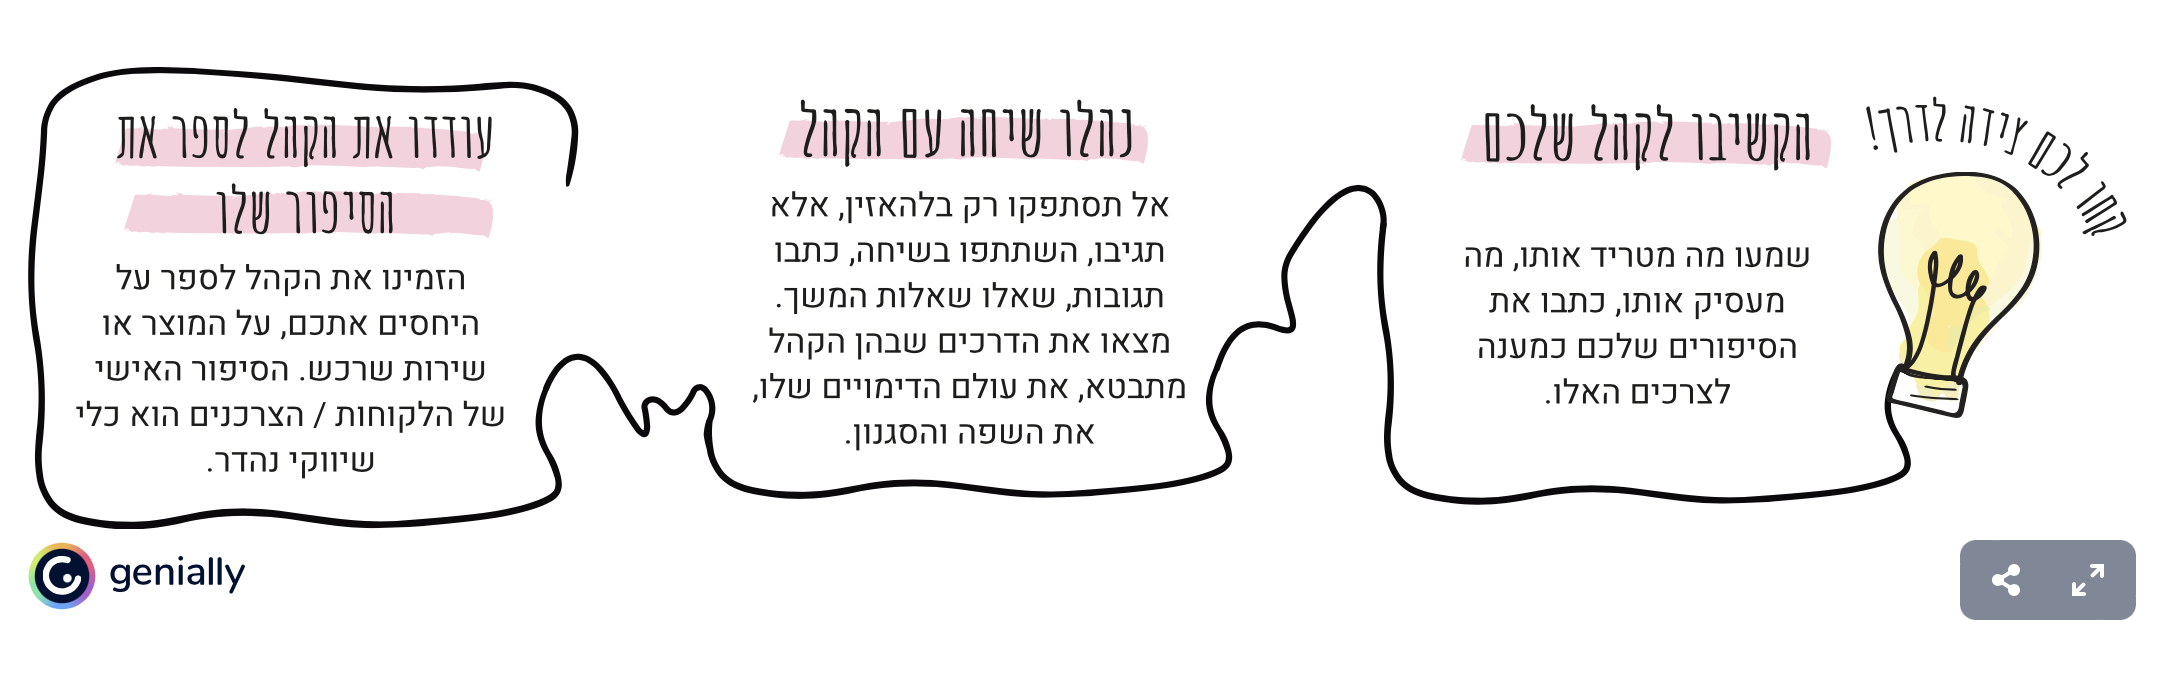 קחו לכם צידה לדרך!
הקשיבו לקהל שלכם
שמעו מה מטריד אותו, מה
מעסיק אותו, כתבו את
הסיפורים שלכם כמענה
לצרכים האלו.
נהלו שיחה עם הקהל
אל תסתפקו רק בלהאזין, אלא
תגיבו, השתתפו בשיחה, כתבו
תגובות, שאלו שאלות המשך.
מצאו את הדרכים שבהן הקהל
מתבטא, את עולם הדימויים שלו,
את השפה והסגנון.
עודדו את הקהל לספר את
הסיפור שלו
הזמינו את הקהל לספר על
היחסים אתכם, על המוצר או
שירות שרכש. הסיפור האישי
של הלקוחות / הצרכנים הוא כלי
שיווקי נהדר.
genially